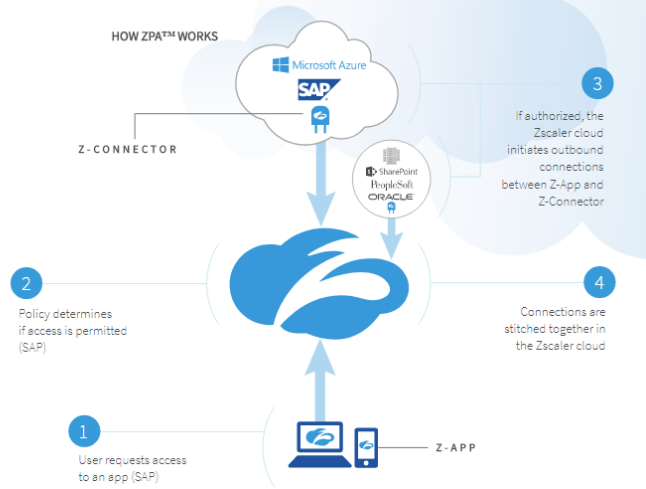 HOW ZPA™ WORKS
Microsoft Azure
SAP
Z-CONNECTOR
3
If authorized, the
Zscaler cloud
initiates outbound
connections
between Z-App and
Z-Connector
SharePoint
PeopleSoft
ORACLE
2
Policy determines
if access is permitted
(SAP)
4
Connections are
stitched together in
the Zscaler cloud
1
User requests access
to an app (SAP)
Z-APP